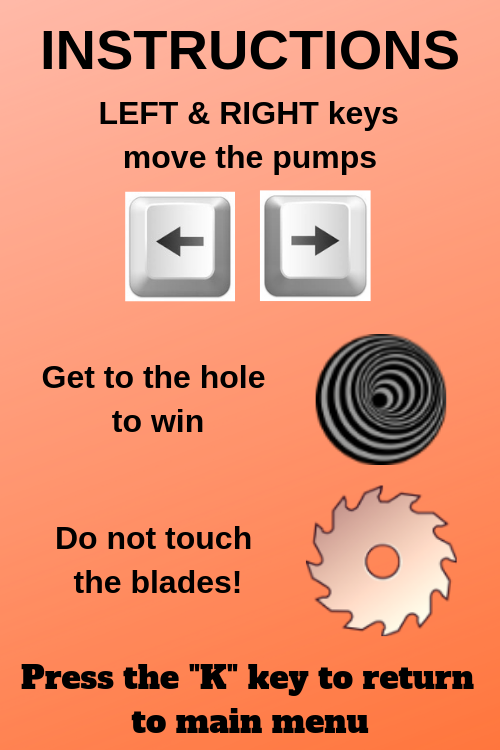 INSTRUCTIONS
LEFT & RIGHT keys
move the pumps
Get to the hole
to win
Do not touch
the blades!
Press the "K" key to return
to main menu